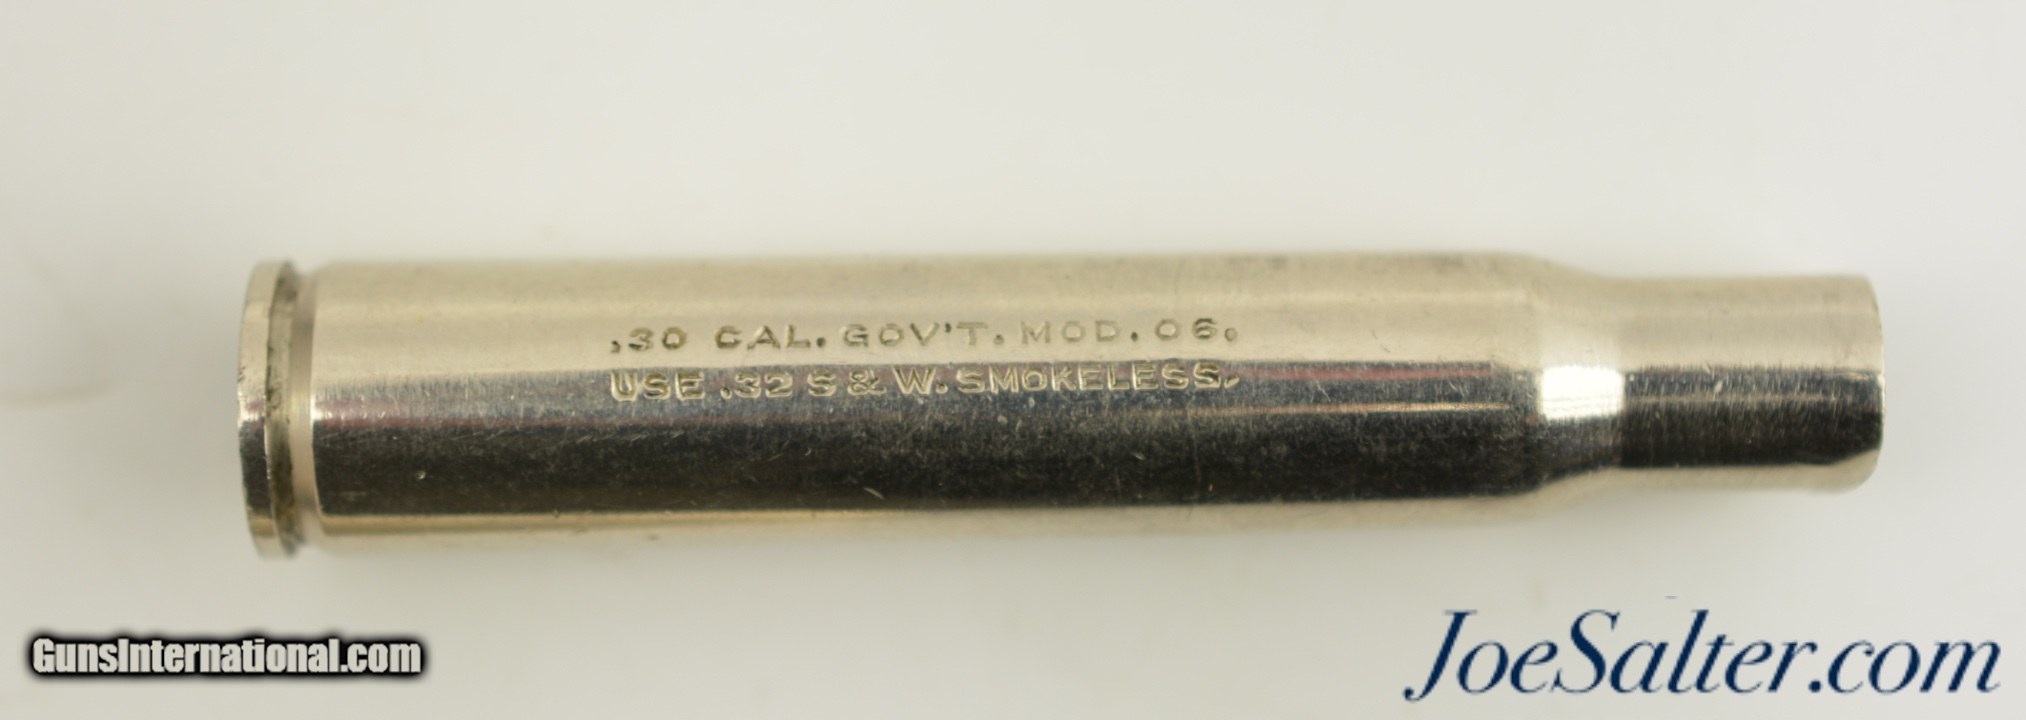 .30 CAL. GOV'T. MOD. 06.
USE .32 S & W. SMOKELESS.
GunsInternational.com
JoeSalter.com